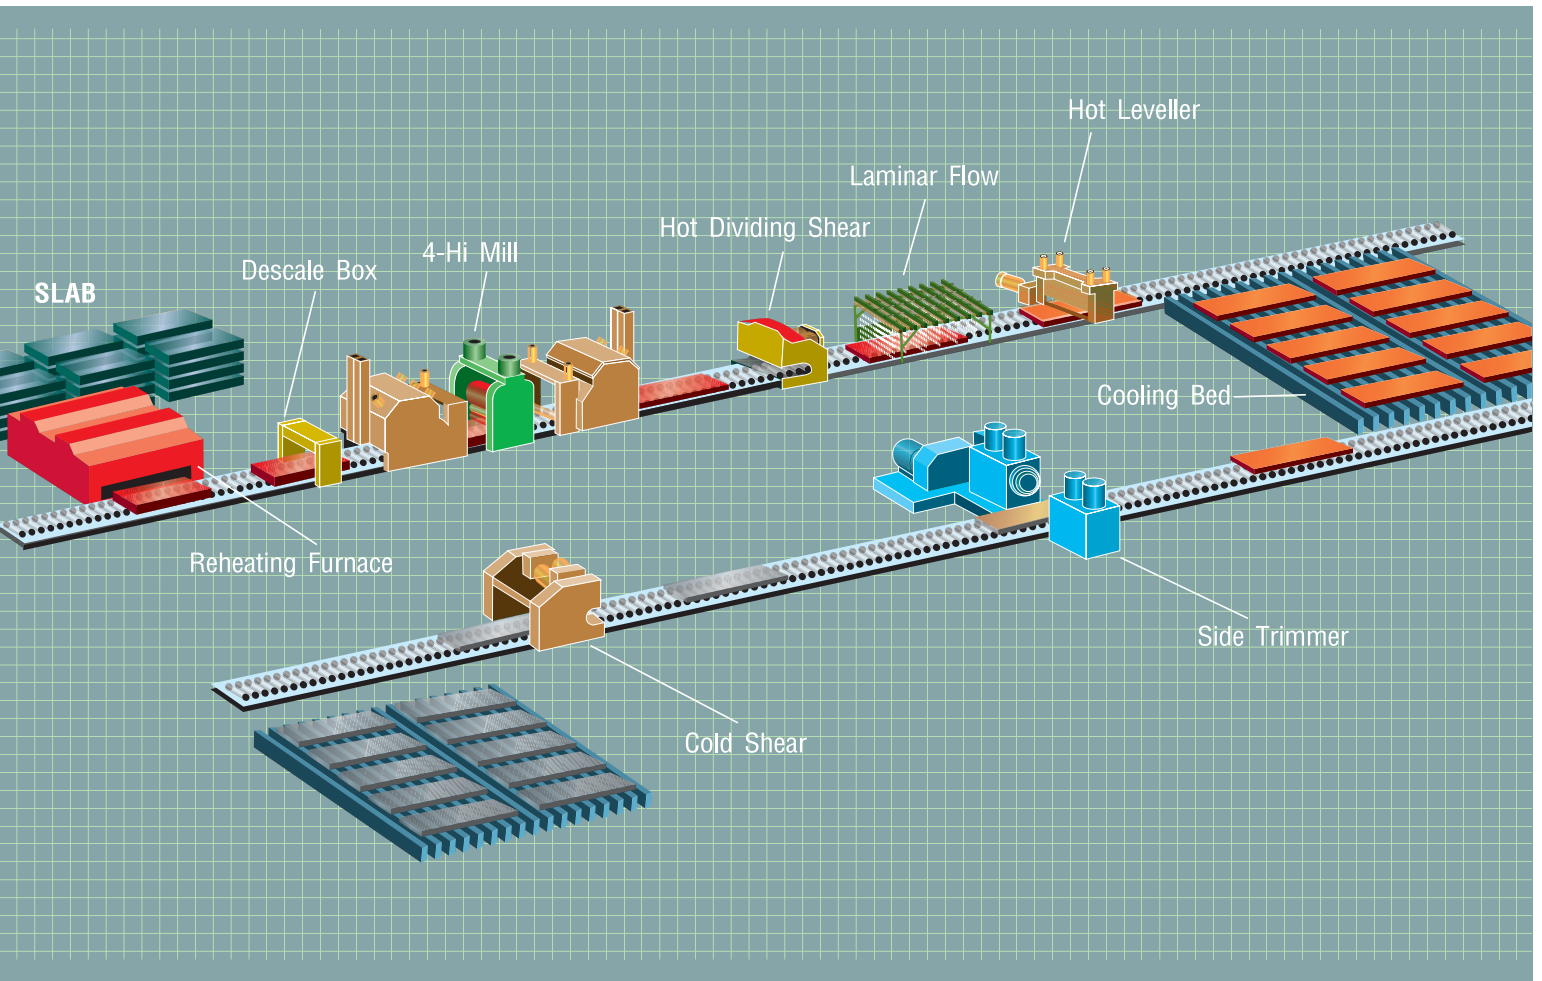 Hot Leveller
Laminar Flow
Hot Dividing Shear
4-Hi Mill
Descale Box
SLAB
Cooling Bed
Reheating Furnace
Side Trimmer
Cold Shear